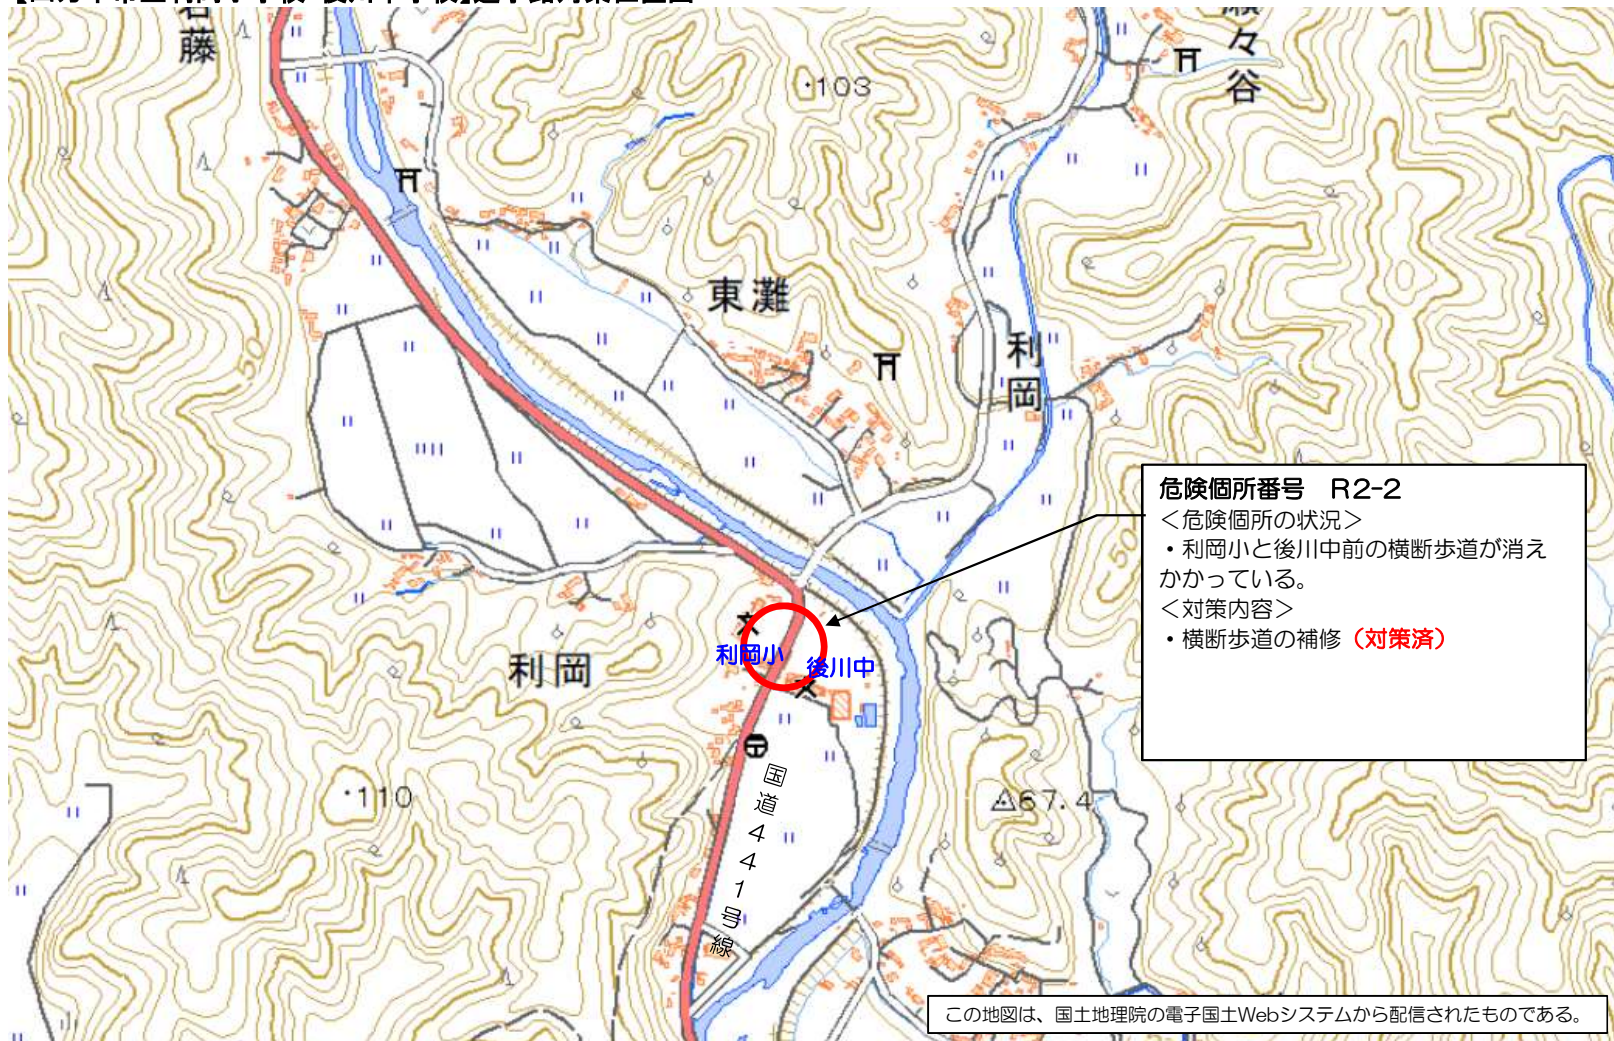 岩藤
瀬々谷
・103
東灘
利岡
50
危険個所番号 R2-2
＜危険個所の状況＞
・利岡小と後川中前の横断歩道が消え
かかっている。
＜対策内容＞
・横断歩道の補修（対策済）
50
利岡小
後川中
利岡
国道441号線
・110
67.4
この地図は、国土地理院の電子国土Webシステムから配信されたものである。